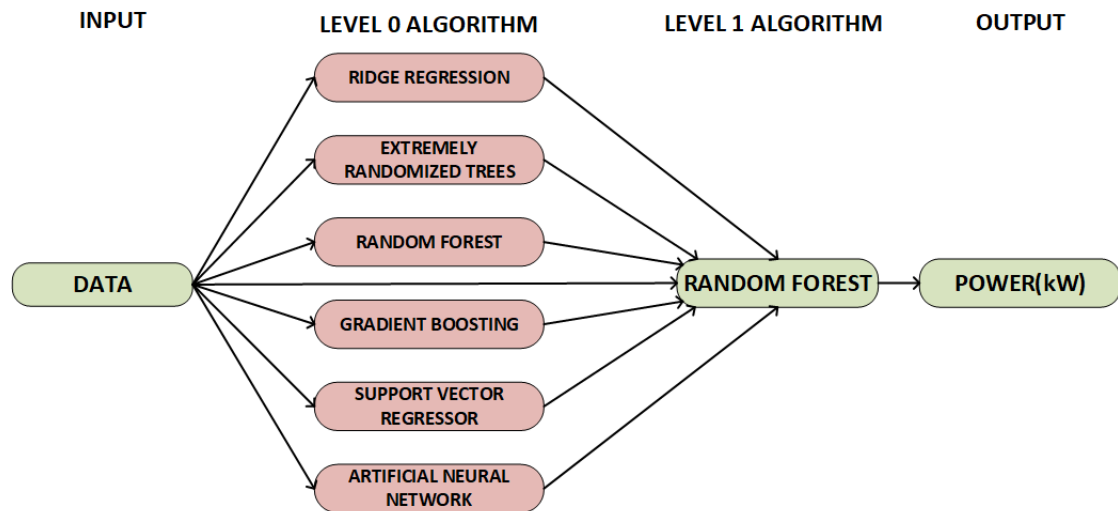 INPUT
LEVEL 0 ALGORITHM
LEVEL 1 ALGORITHM
OUTPUT
RIDGE REGRESSION
EXTREMELY
RANDOMIZED TREES
RANDOM FOREST
DATA
RANDOM FOREST
POWER(kW)
GRADIENT BOOSTING
SUPPORT VECTOR
REGRESSOR
ARTIFICIAL NEURAL
NETWORK